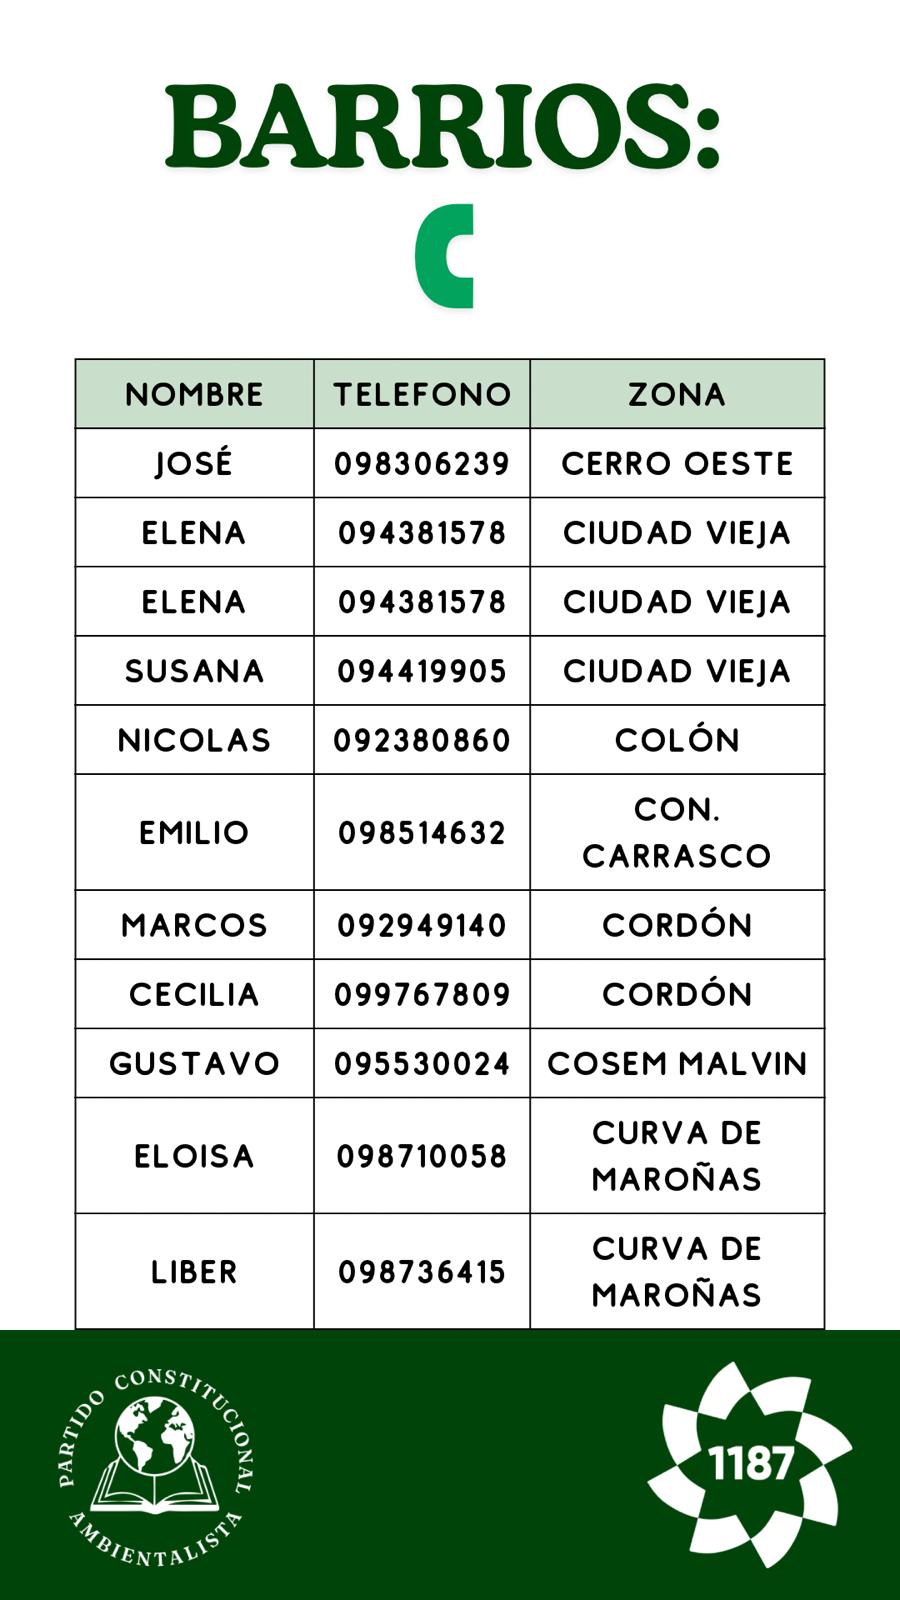 BARRIOS:
C
NOMBRE TELEFONO ZONA
JOSÉ 098306239 CERRO OESTE
ELENA 094381578 CIUDAD VIEJA
ELENA 094381578 CIUDAD VIEJA
SUSANA 094419905 CIUDAD VIEJA
NICOLAS 092380860 COLÓN
EMILIO 098514632 CON.
CARRASCO
MARCOS 092949140 CORDÓN
CECILIA 099767809 CORDÓN
GUSTAVO 095530024 COSEM MALVIN
ELOISA 098710058 CURVA DE
MAROÑAS
LIBER 098736415 CURVA DE
MAROÑAS
PARTIDO CONSTITUCIONAL
AMBIENTALISTA
1187